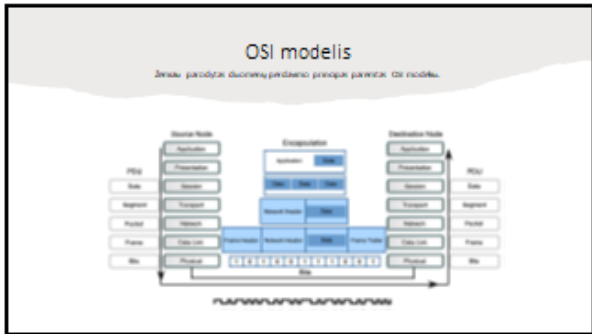 OSI modelis
Žemiau parodytas duomenų perdavimo principas paremtas OSI modeliu.
Source Node
Encapsulation
Destination Node
Application
Application
Data
Application
Presentation
Presentation
PDU
Data
Data
Data
PDU
Data
Session
Session
Data
Segment
Transport
Network Header
Data
Transport
Segment
Packet
Network
Network
Packet
Frame
Data Link
Frame Header
Network Header
Data
Frame Trailer
Data Link
Frame
Bits
Physical
Physical
Bits
Bits